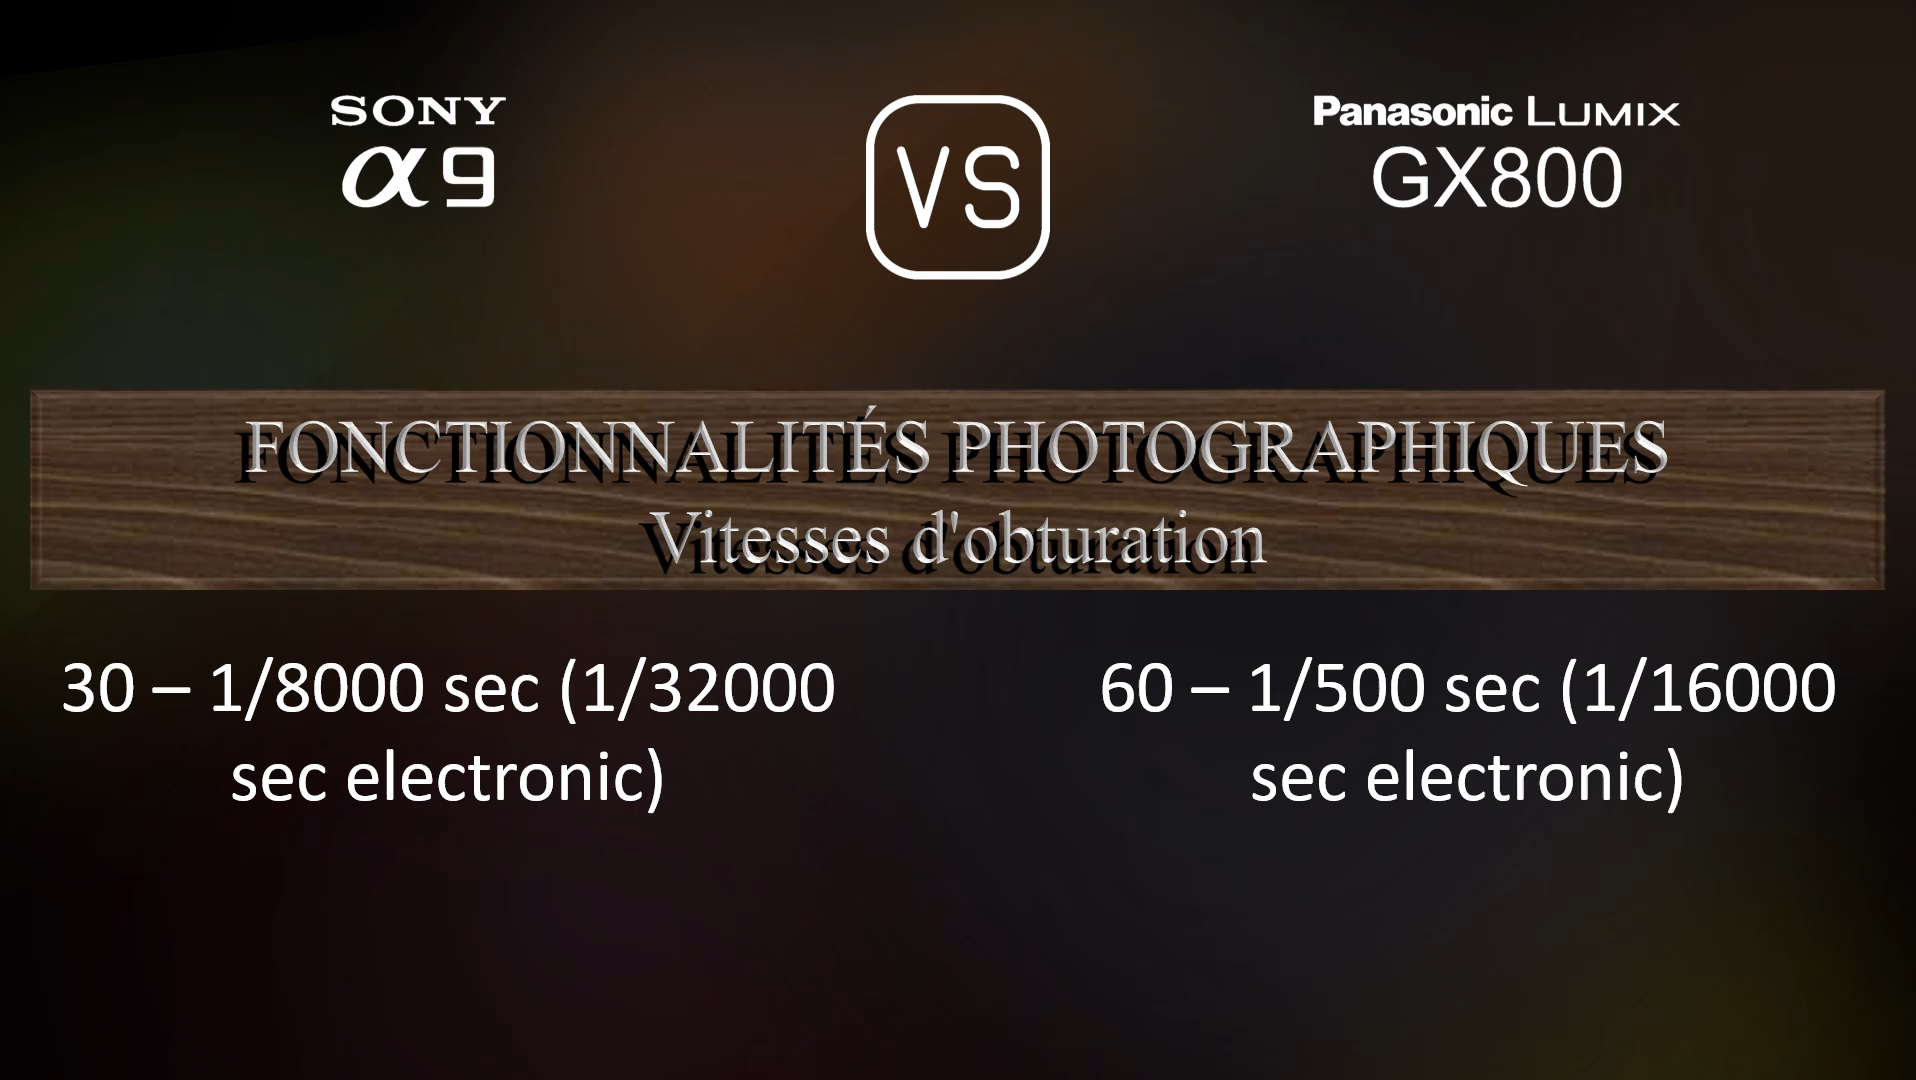 SONY
α9
VS
Panasonic LUMIX
GX800
FONCTIONNALITÉS PHOTOGRAPHIQUES
Vitesses d'obturation
30 – 1/8000 sec (1/32000
sec electronic)
60 – 1/500 sec (1/16000
sec electronic)